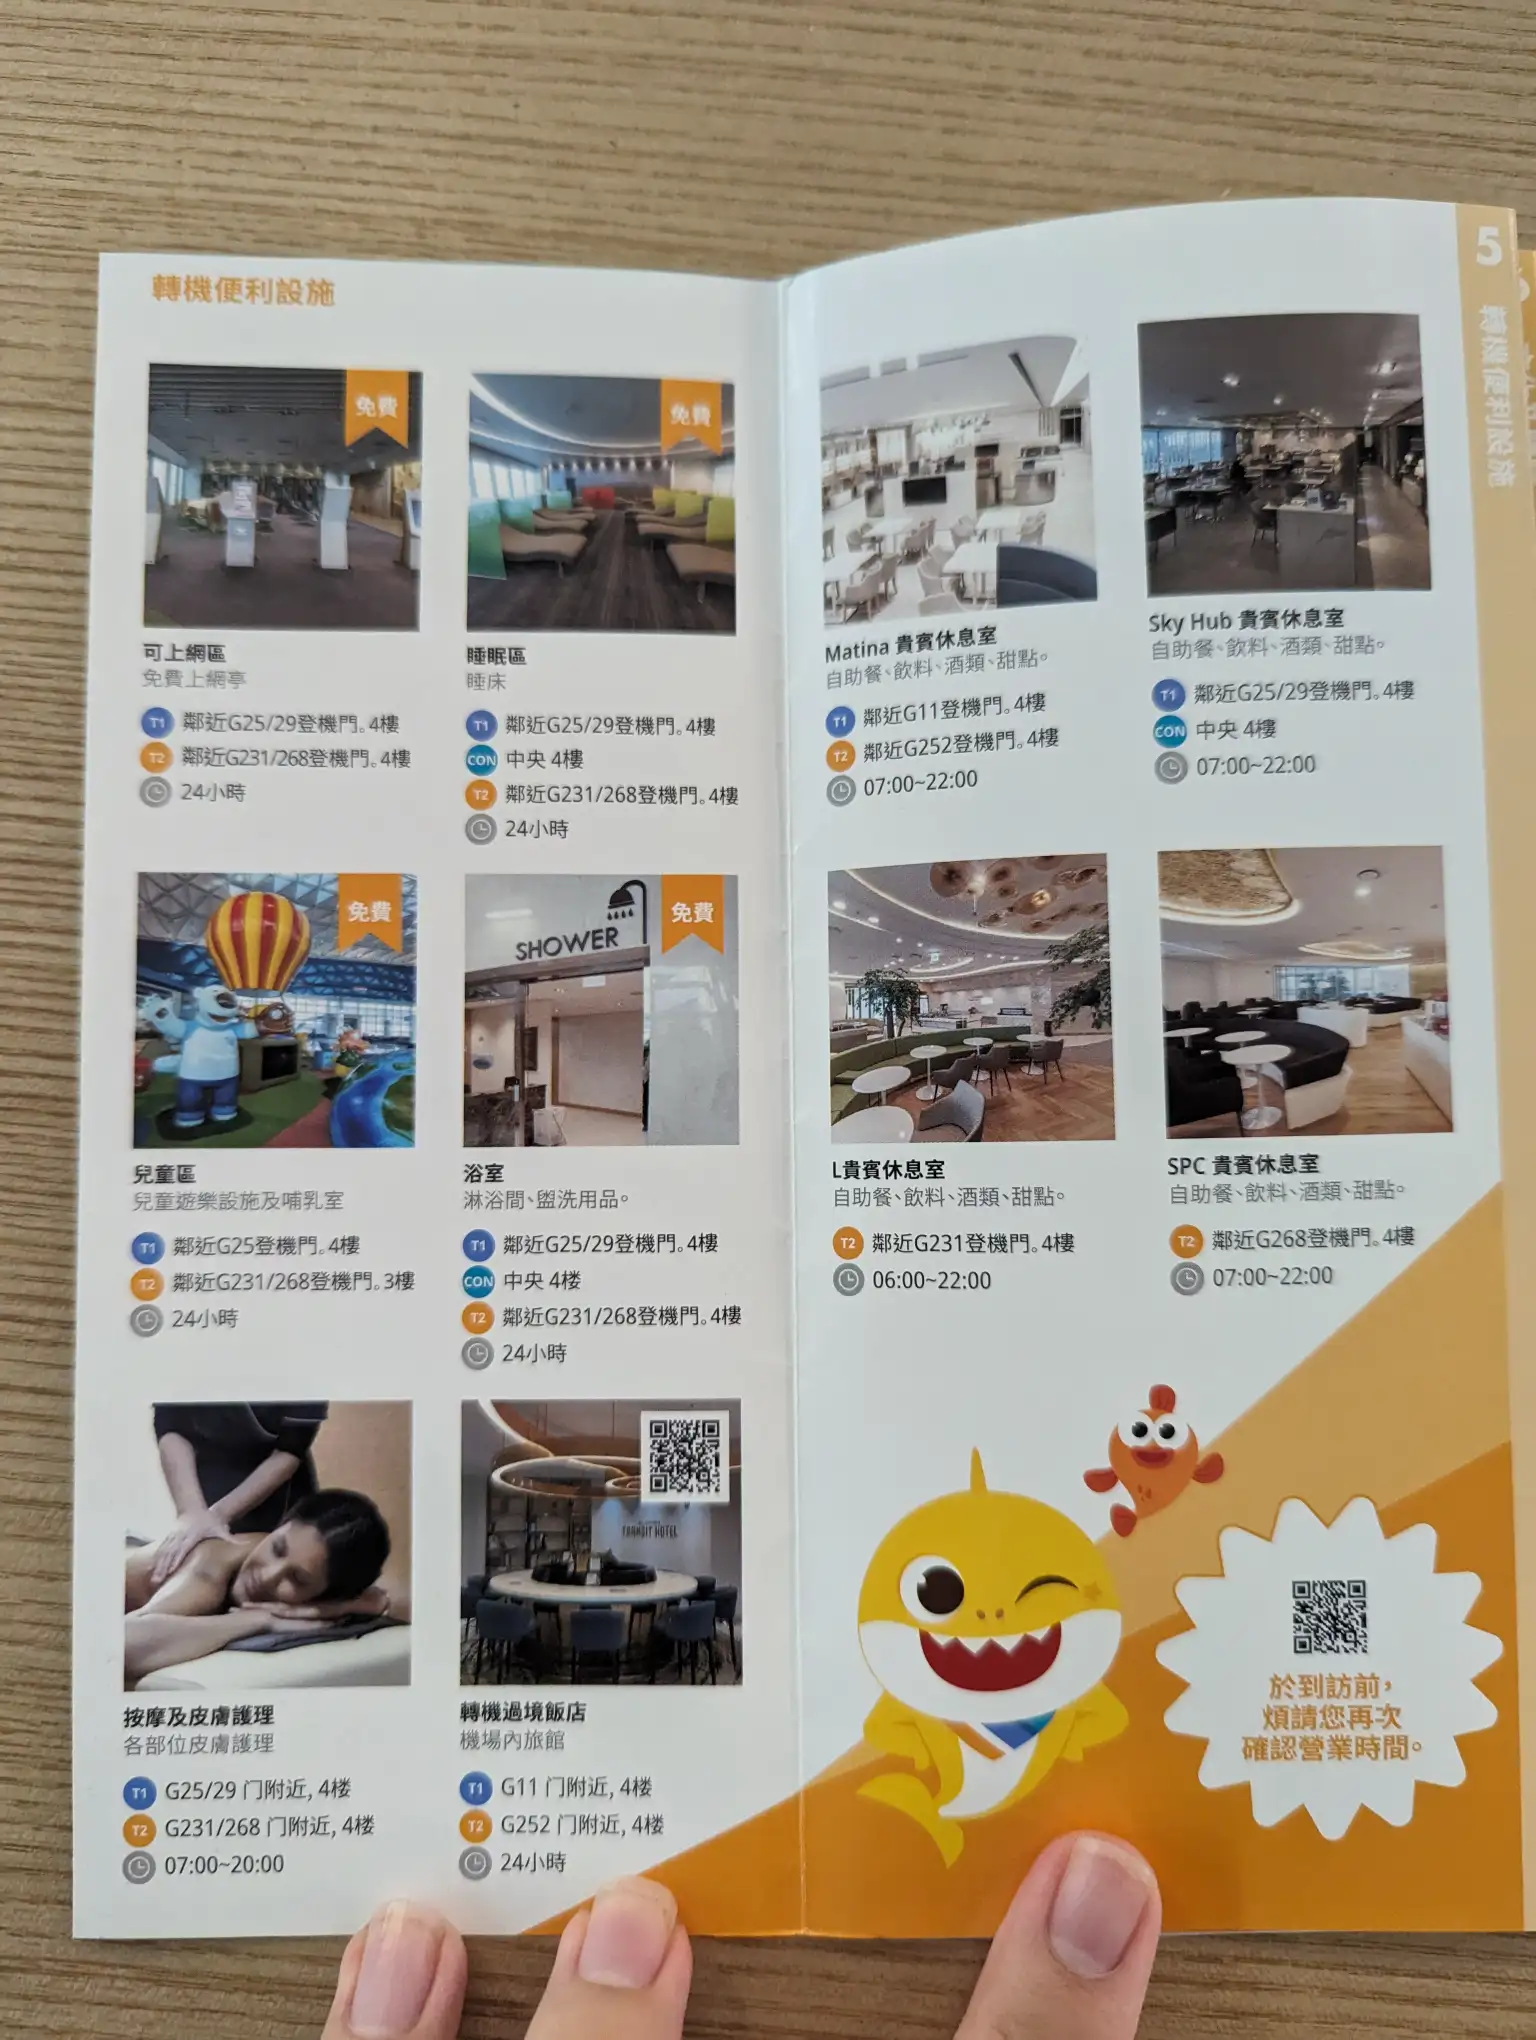 轉機便利設施
免費
可上網區
免費上網亭
T1 鄰近G25/29登機門。4樓
T2 鄰近G231/268登機門。4樓
24小時
免費
睡眠區
睡床
T1 鄰近G25/29登機門。4樓
CON 中央 4樓
T2 鄰近G231/268登機門。4樓
24小時
免費
兒童區
兒童遊樂設施及哺乳室
T1 鄰近G25登機門。4樓
T2 鄰近G231/268登機門。3樓
24小時
免費
SHOWER
浴室
淋浴間、盥洗用品。
T1 鄰近G25/29登機門。4樓
CON 中央 4楼
T2 鄰近G231/268登機門。4樓
24小時
按摩及皮膚護理
各部位皮膚護理
T1 G25/29 门附近, 4楼
T2 G231/268 门附近, 4楼
07:00~20:00
TRANSIT HOTEL
轉機過境飯店
機場內旅館
T1 G11 门附近, 4楼
T2 G252 门附近, 4楼
24小時
Matina 貴賓休息室
自助餐、飲料、酒類、甜點。
T1 鄰近G11登機門。4樓
T2 鄰近G252登機門。4樓
07:00~22:00
Sky Hub 貴賓休息室
自助餐、飲料、酒類、甜點。
T1 鄰近G25/29登機門。4樓
CON 中央 4樓
07:00~22:00
L貴賓休息室
自助餐、飲料、酒類、甜點。
T2 鄰近G231登機門。4樓
06:00~22:00
SPC 貴賓休息室
自助餐、飲料、酒類、甜點。
T2 鄰近G268登機門。4樓
07:00~22:00
於到訪前，
煩請您再次
確認營業時間。
5
轉機便利設施